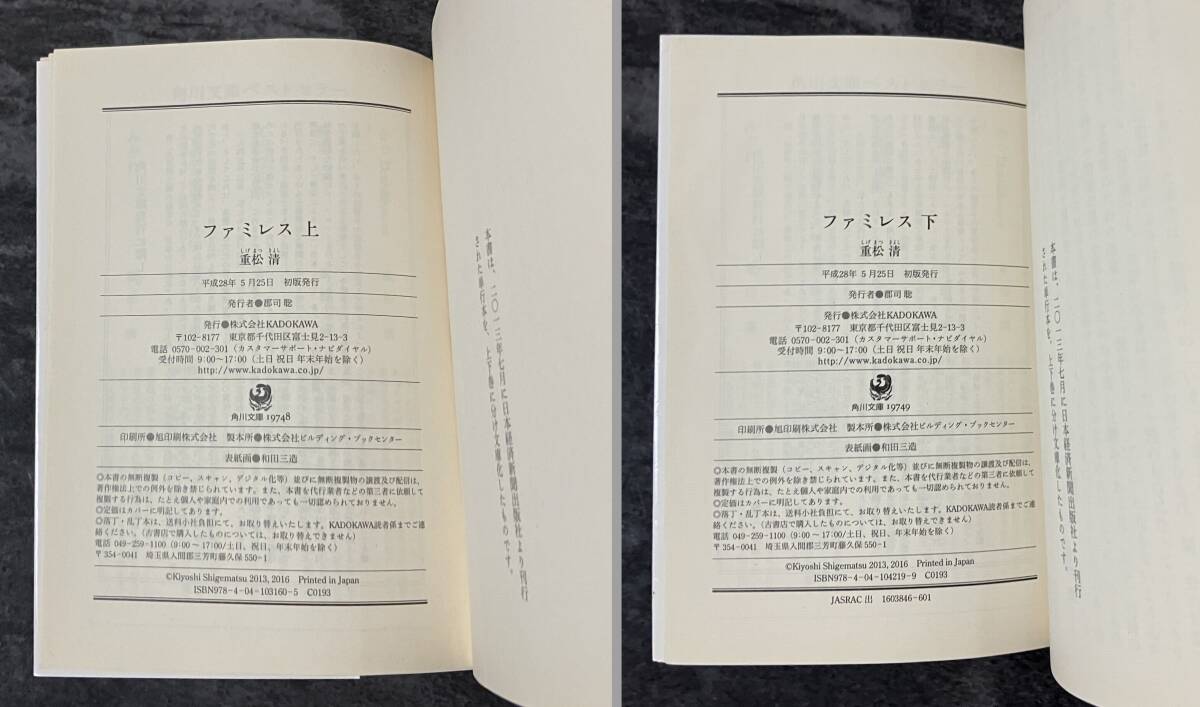 ファミレス 上
しげまつ きよし
重松 清
平成28年 5月25日 初版発行
発行者●郡司 聡
発行●株式会社KADOKAWA
〒102-8177 東京都千代田区富士見2-13-3
電話 0570-002-301（カスタマーサポート・ナビダイヤル）
受付時間 9:00～17:00（土日 祝日 年末年始を除く）
http://www.kadokawa.co.jp/
角川文庫 19748
印刷所●旭印刷株式会社 製本所●株式会社ビルディング・ブックセンター
表紙画●和田三造
◎本書の無断複製（コピー、スキャン、デジタル化等）並びに無断複製物の譲渡及び配信は、
著作権法上での例外を除き禁じられています。また、本書を代行業者などの第三者に依頼して
複製する行為は、たとえ個人や家庭内での利用であっても一切認められておりません。
◎定価はカバーに明記してあります。
◎落丁・乱丁本は、送料小社負担にて、お取り替えいたします。KADOKAWA読者係までご連
絡ください。（古書店で購入したものについては、お取り替えできません）
電話 049-259-1100（9:00～17:00/土日、祝日、年末年始を除く）
〒354-0041 埼玉県入間郡三芳町藤久保 550-1
©Kiyoshi Shigematsu 2013, 2016 Printed in Japan
ISBN978-4-04-103160-5 C0193
本書は、二〇一三年七月に日本経済新聞出版社より刊行
された単行本を、上下巻に分け文庫化したものです。
ファミレス 下
しげまつ きよし
重松 清
平成28年 5月25日 初版発行
発行者●郡司 聡
発行●株式会社KADOKAWA
〒102-8177 東京都千代田区富士見2-13-3
電話 0570-002-301（カスタマーサポート・ナビダイヤル）
受付時間 9:00～17:00（土日 祝日 年末年始を除く）
http://www.kadokawa.co.jp/
角川文庫 19749
印刷所●旭印刷株式会社 製本所●株式会社ビルディング・ブックセンター
表紙画●和田三造
◎本書の無断複製（コピー、スキャン、デジタル化等）並びに無断複製物の譲渡及び配信は、
著作権法上での例外を除き禁じられています。また、本書を代行業者などの第三者に依頼して
複製する行為は、たとえ個人や家庭内での利用であっても一切認められておりません。
◎定価はカバーに明記してあります。
◎落丁・乱丁本は、送料小社負担にて、お取り替えいたします。KADOKAWA読者係までご連
絡ください。（古書店で購入したものについては、お取り替えできません）
電話 049-259-1100（9:00～17:00/土日、祝日、年末年始を除く）
〒354-0041 埼玉県入間郡三芳町藤久保 550-1
©Kiyoshi Shigematsu 2013, 2016 Printed in Japan
ISBN978-4-04-104219-9 C0193
JASRAC 出 1603846-601
本書は、二〇一三年七月に日本経済新聞出版社より刊行
された単行本を、上下巻に分け文庫化したものです。